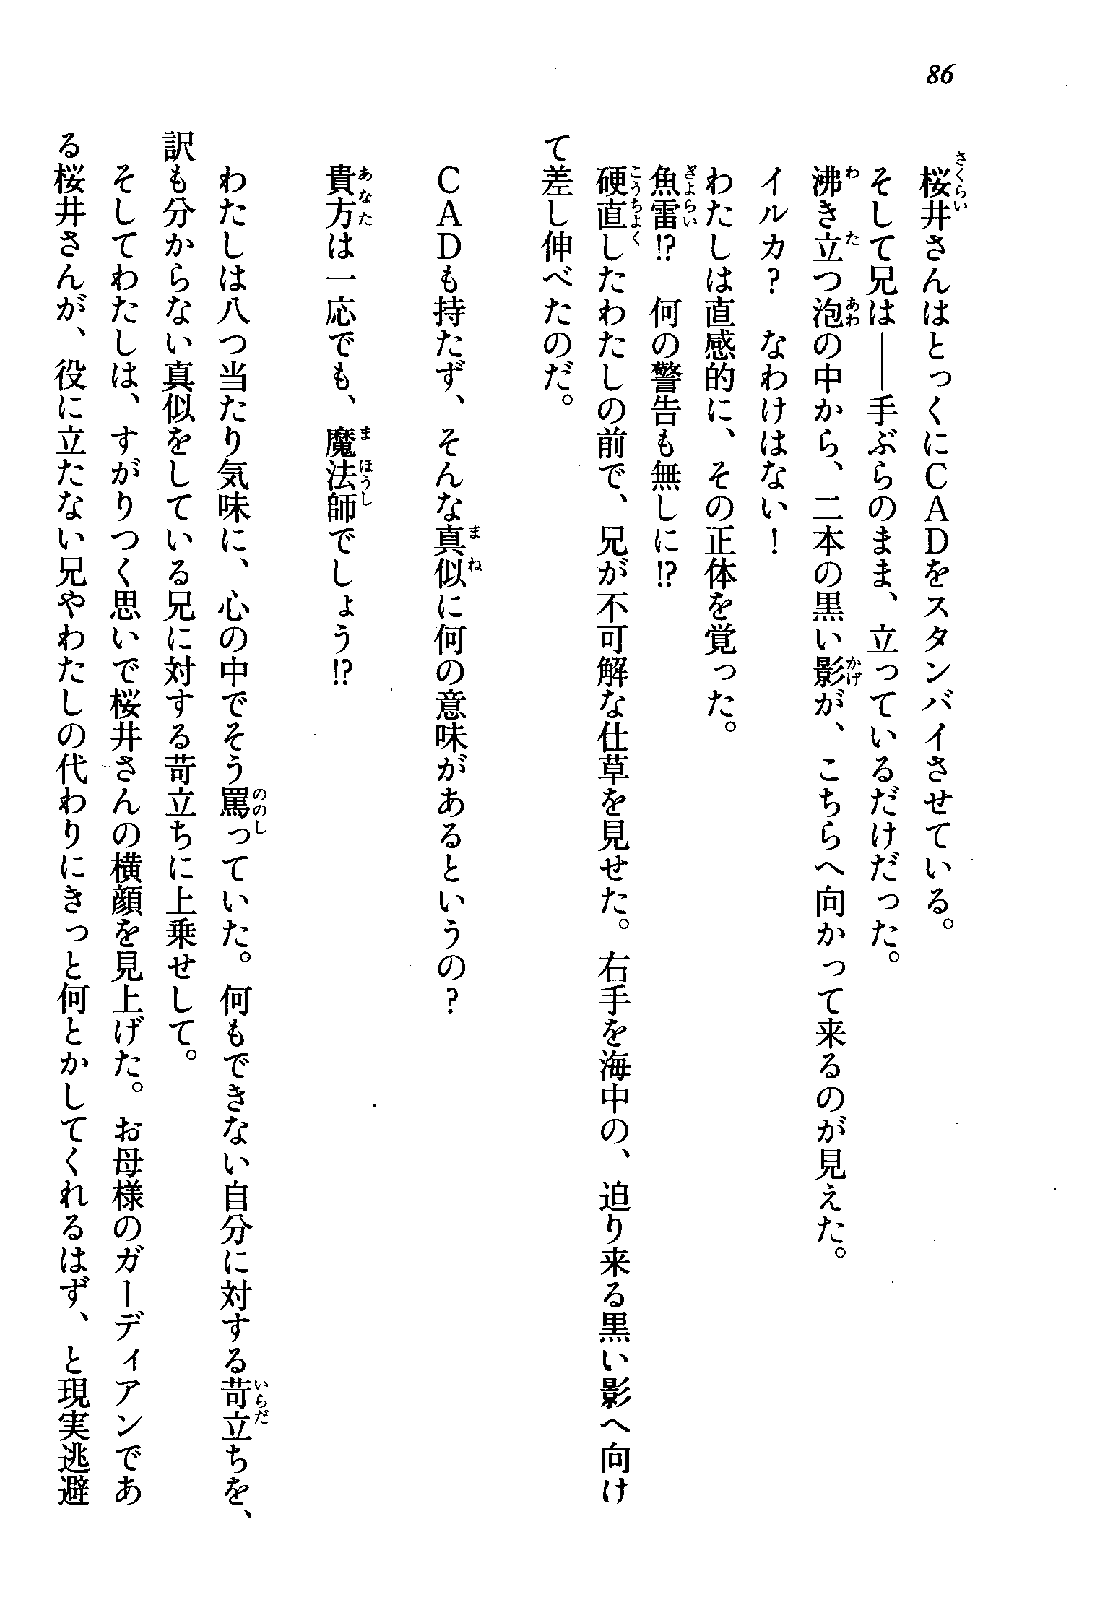 86
桜井さんはとっくにＣＡＤをスタンバイさせている。
そして兄は――手ぶらのまま、立っているだけだった。
沸き立つ泡の中から、二本の黒い影が、こちらへ向かって来るのが見えた。
イルカ？　なわけはない！
わたしは直感的に、その正体を覚った。
魚雷!?　何の警告も無しに!?
硬直したわたしの前で、兄が不可解な仕草を見せた。右手を海中の、迫り来る黒い影へ向け
て差し伸べたのだ。
ＣＡＤも持たず、そんな真似に何の意味があるというの？
貴方は一応でも、魔法師でしょう!?
わたしは八つ当たり気味に、心の中でそう罵っていた。何もできない自分に対する苛立ちを、
訳も分からない真似をしている兄に対する苛立ちに上乗せして。
そしてわたしは、すがりつく思いで桜井さんの横顔を見上げた。お母様のガーディアンであ
る桜井さんが、役に立たない兄やわたしの代わりにきっと何とかしてくれるはず、と現実逃避